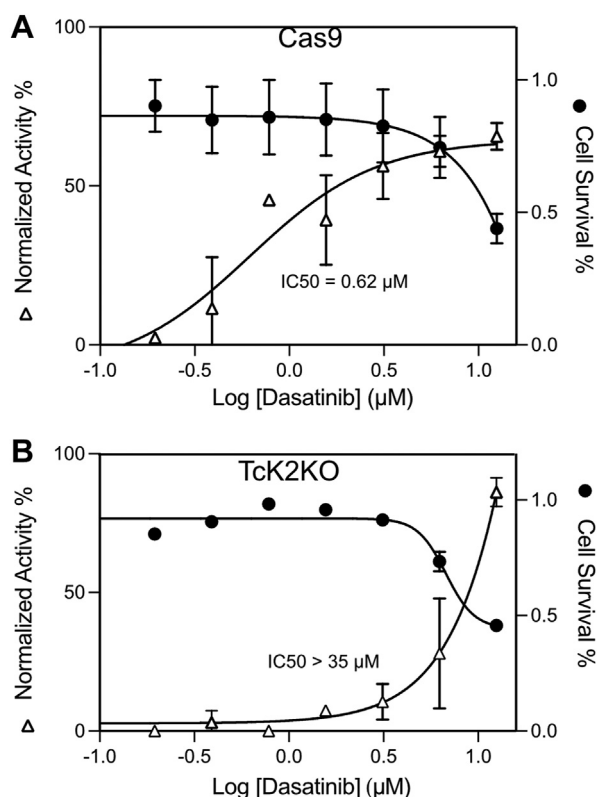 A
Cas9
100
50
0
△ Normalized Activity %
1.0
0.5
0.0
● Cell Survival %
IC50 = 0.62 μM
-1.0 -0.5 0.0 0.5 1.0
Log [Dasatinib] (μM)
B
TcK2KO
100
50
0
△ Normalized Activity %
1.0
0.5
0.0
● Cell Survival %
IC50 > 35 μM
-1.0 -0.5 0.0 0.5 1.0
Log [Dasatinib] (μM)